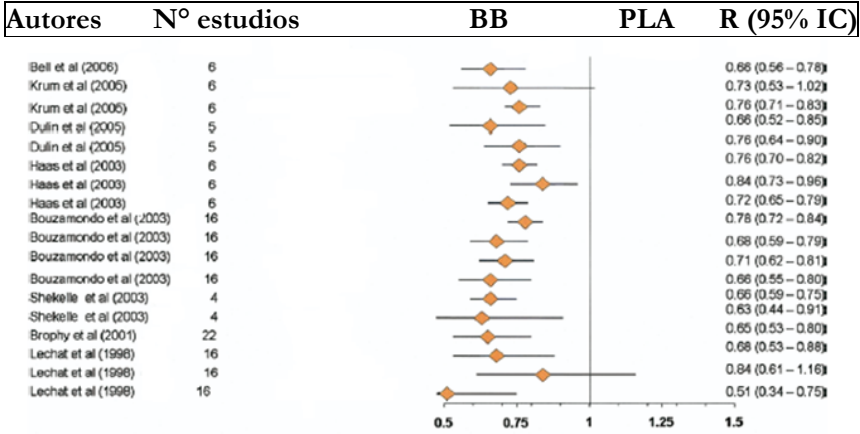 Autores N° estudios BB PLA R (95% IC)
Bell et al (2006) 6 0.66 (0.56 – 0.78)
Krum et al (2005) 6 0.73 (0.53 – 1.02)
Krum et al (2005) 6 0.76 (0.71 – 0.83)
Dulin et al (2005) 5 0.66 (0.52 – 0.85)
Dulin et al (2005) 5 0.76 (0.64 – 0.90)
Haas et al (2003) 6 0.76 (0.70 – 0.82)
Haas et al (2003) 6 0.84 (0.73 – 0.96)
Haas et al (2003) 6 0.72 (0.65 – 0.79)
Bouzamondo et al (2003) 16 0.78 (0.72 – 0.84)
Bouzamondo et al (2003) 16 0.68 (0.59 – 0.79)
Bouzamondo et al (2003) 16 0.71 (0.62 – 0.81)
Bouzamondo et al (2003) 16 0.66 (0.55 – 0.80)
Shekelle et al (2003) 4 0.66 (0.59 – 0.75)
Shekelle et al (2003) 4 0.63 (0.44 – 0.91)
Brophy et al (2001) 22 0.65 (0.53 – 0.80)
Lechat et al (1998) 16 0.68 (0.53 – 0.88)
Lechat et al (1998) 16 0.84 (0.61 – 1.16)
Lechat et al (1998) 16 0.51 (0.34 – 0.75)
0.5 0.75 1 1.25 1.5